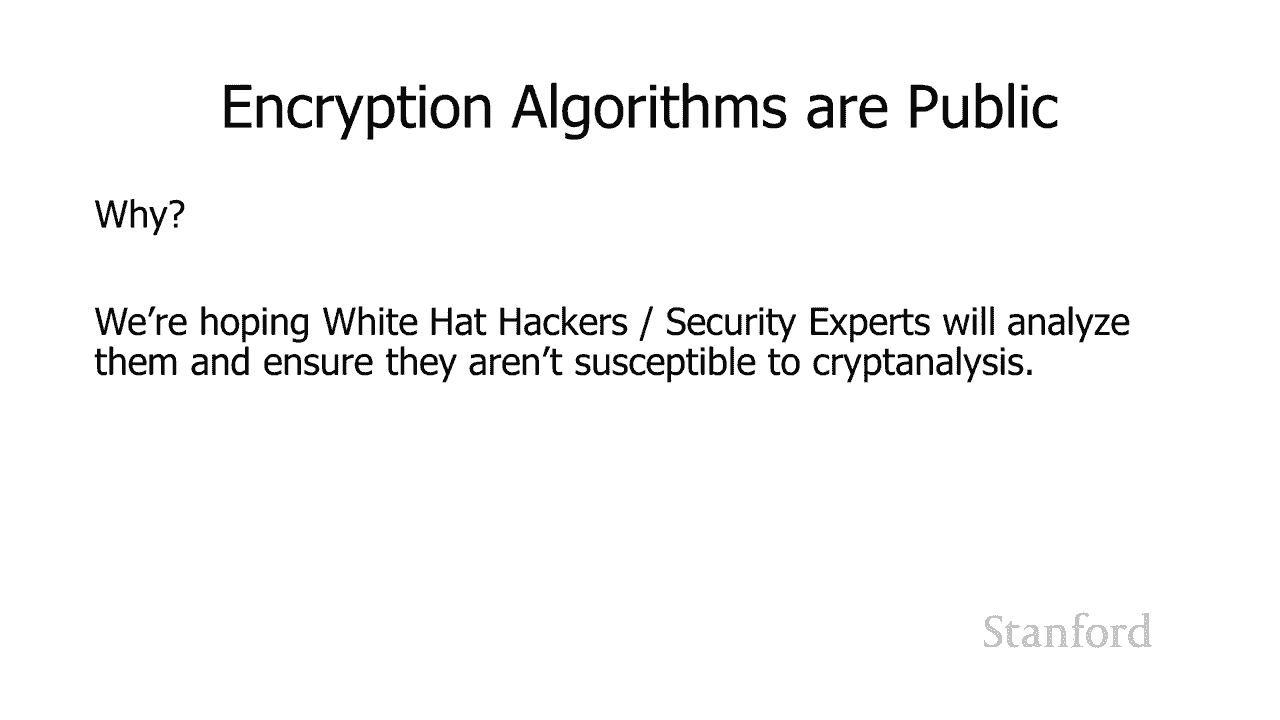 Encryption Algorithms are Public
Why?
We’re hoping White Hat Hackers / Security Experts will analyze
them and ensure they aren’t susceptible to cryptanalysis.
Stanford